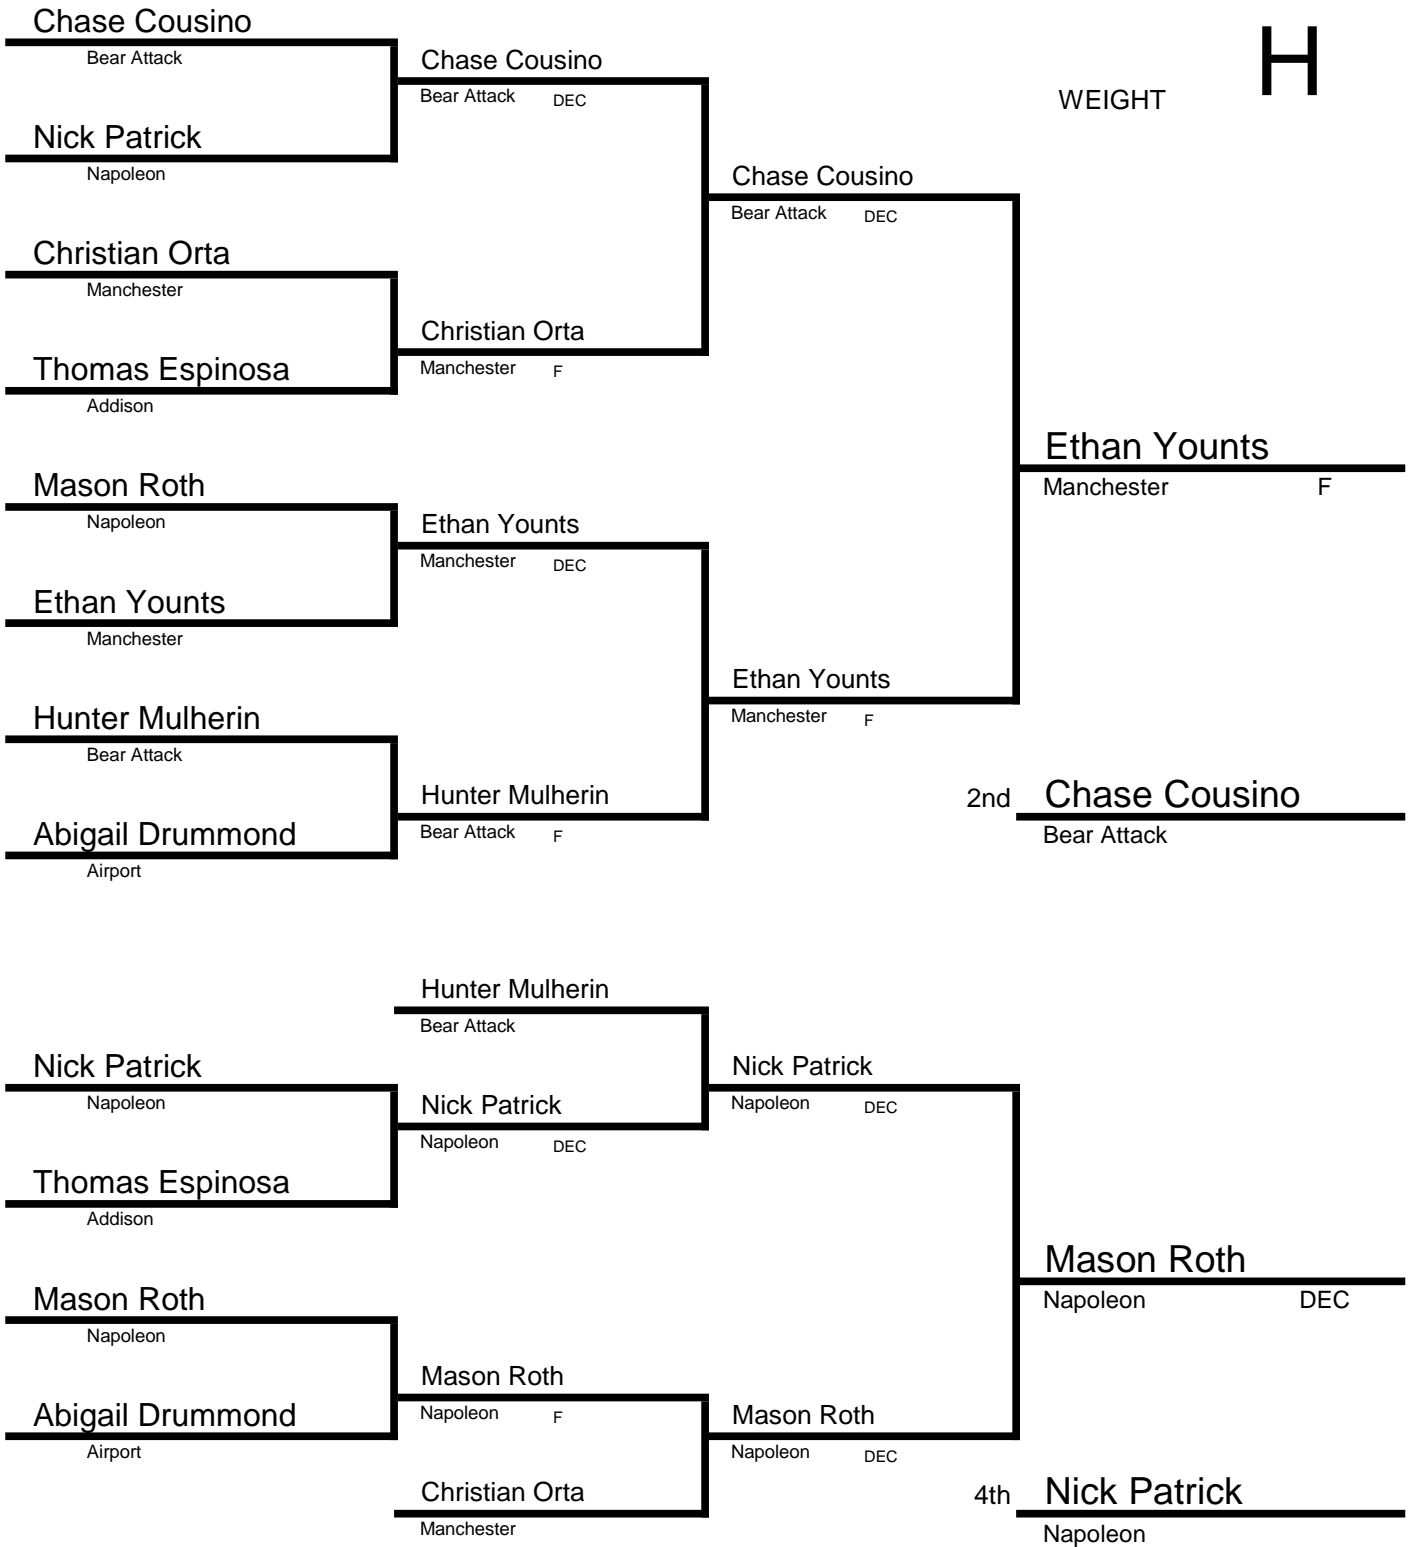 Chase Cousino
Bear Attack
Chase Cousino
Bear Attack DEC
H
WEIGHT
Nick Patrick
Napoleon
Chase Cousino
Bear Attack DEC
Christian Orta
Manchester
Christian Orta
Manchester F
Thomas Espinosa
Addison
Ethan Younts
Manchester F
Mason Roth
Napoleon
Ethan Younts
Manchester DEC
Ethan Younts
Manchester
Ethan Younts
Manchester F
Hunter Mulherin
Bear Attack
Hunter Mulherin
Bear Attack F
2nd Chase Cousino
Bear Attack
Abigail Drummond
Airport
Hunter Mulherin
Bear Attack
Nick Patrick
Napoleon
Nick Patrick
Napoleon DEC
Nick Patrick
Napoleon DEC
Thomas Espinosa
Addison
Mason Roth
Napoleon DEC
Mason Roth
Napoleon
Mason Roth
Napoleon F
Abigail Drummond
Airport
Mason Roth
Napoleon DEC
Christian Orta
Manchester
4th Nick Patrick
Napoleon